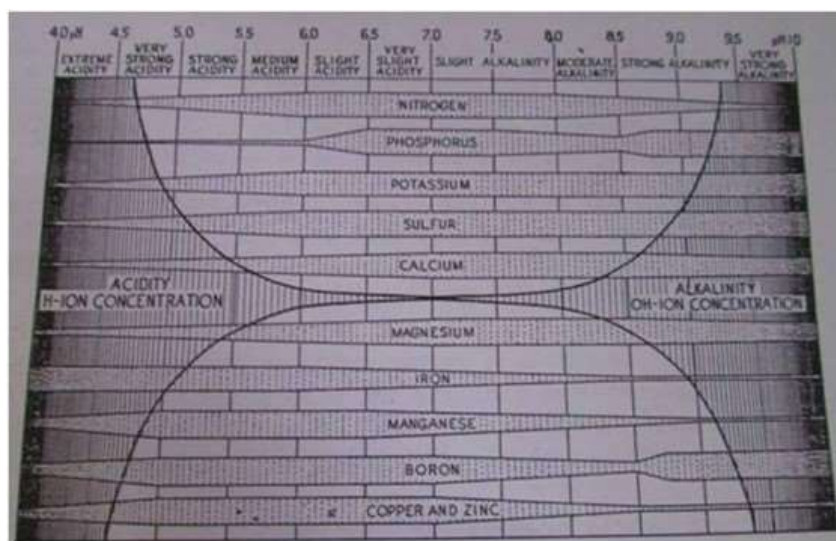 4.0 pH 4.5 5.0 5.5 6.0 6.5 7.0 7.5 8.0 8.5 9.0 9.5 pH 10
EXTREME ACIDITY VERY STRONG ACIDITY STRONG ACIDITY MEDIUM ACIDITY SLIGHT ACIDITY VERY SLIGHT ACIDITY SLIGHT ALKALINITY MODERATE ALKALINITY STRONG ALKALINITY VERY STRONG ALKALINITY
NITROGEN
PHOSPHORUS
POTASSIUM
SULFUR
CALCIUM
ACIDITY
H-ION CONCENTRATION
ALKALINITY
OH-ION CONCENTRATION
MAGNESIUM
IRON
MANGANESE
BORON
COPPER AND ZINC